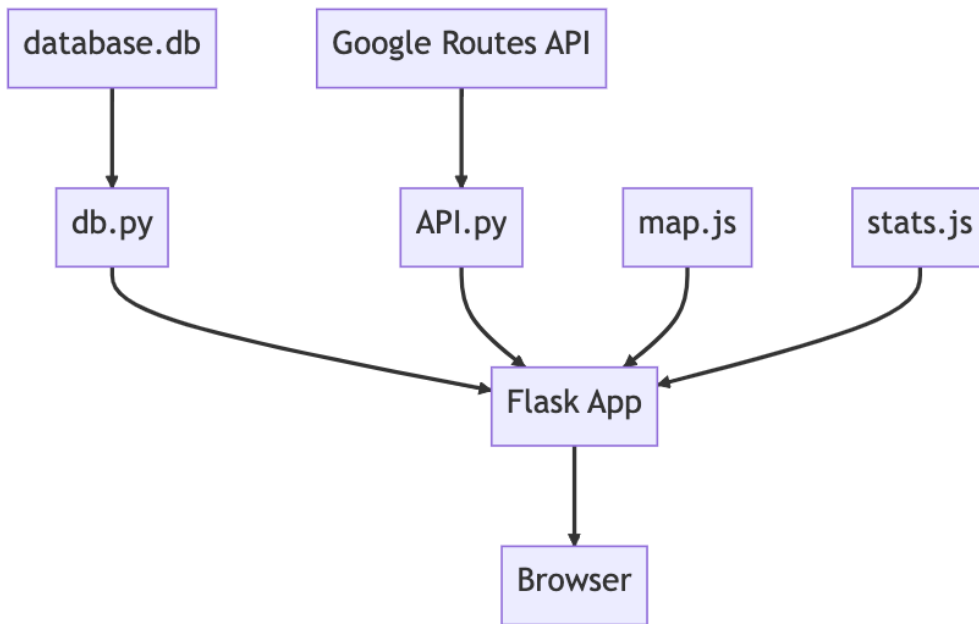 database.db
Google Routes API
db.py
API.py
map.js
stats.js
Flask App
Browser